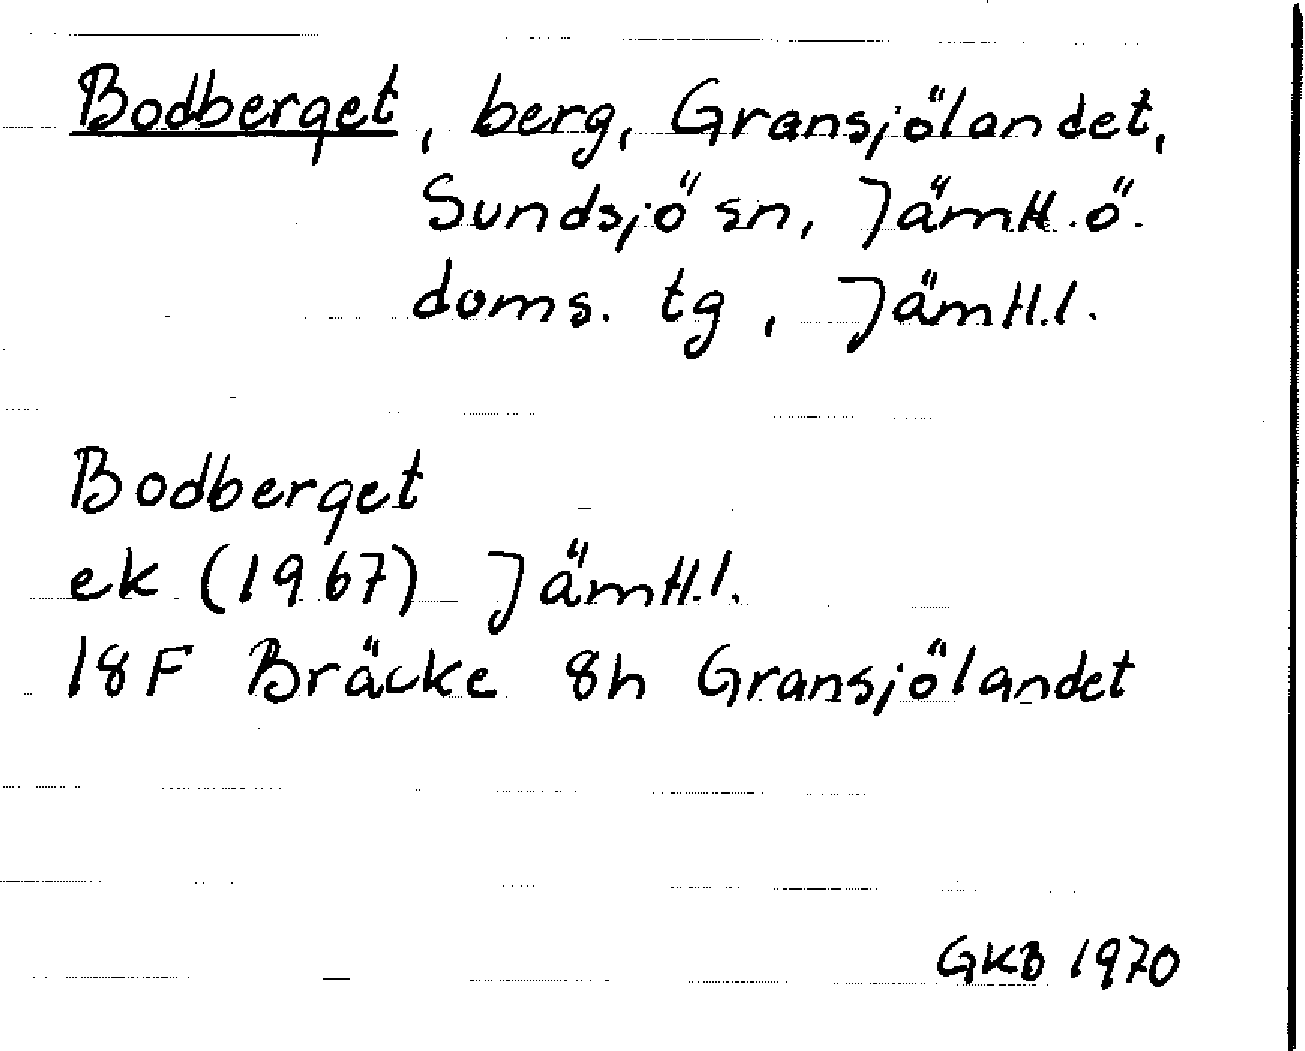 Bodberget, berg, Gransjölandet,
Sundsjö sn, Jämtl. ö.
doms. tg, Jämtl.l.
Bodberget
ek (1967) Jämtl.l.
18F Bräcke 8h Gransjölandet
GKB 1970